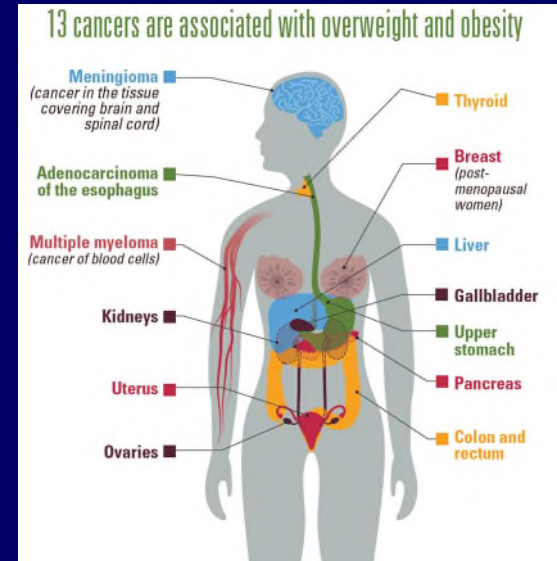 13 cancers are associated with overweight and obesity
Meningioma
(cancer in the tissue
covering brain and
spinal cord)
Adenocarcinoma
of the esophagus
Multiple myeloma
(cancer of blood cells)
Kidneys
Uterus
Ovaries
Thyroid
Breast
(post-
menopausal
women)
Liver
Gallbladder
Upper
stomach
Pancreas
Colon and
rectum